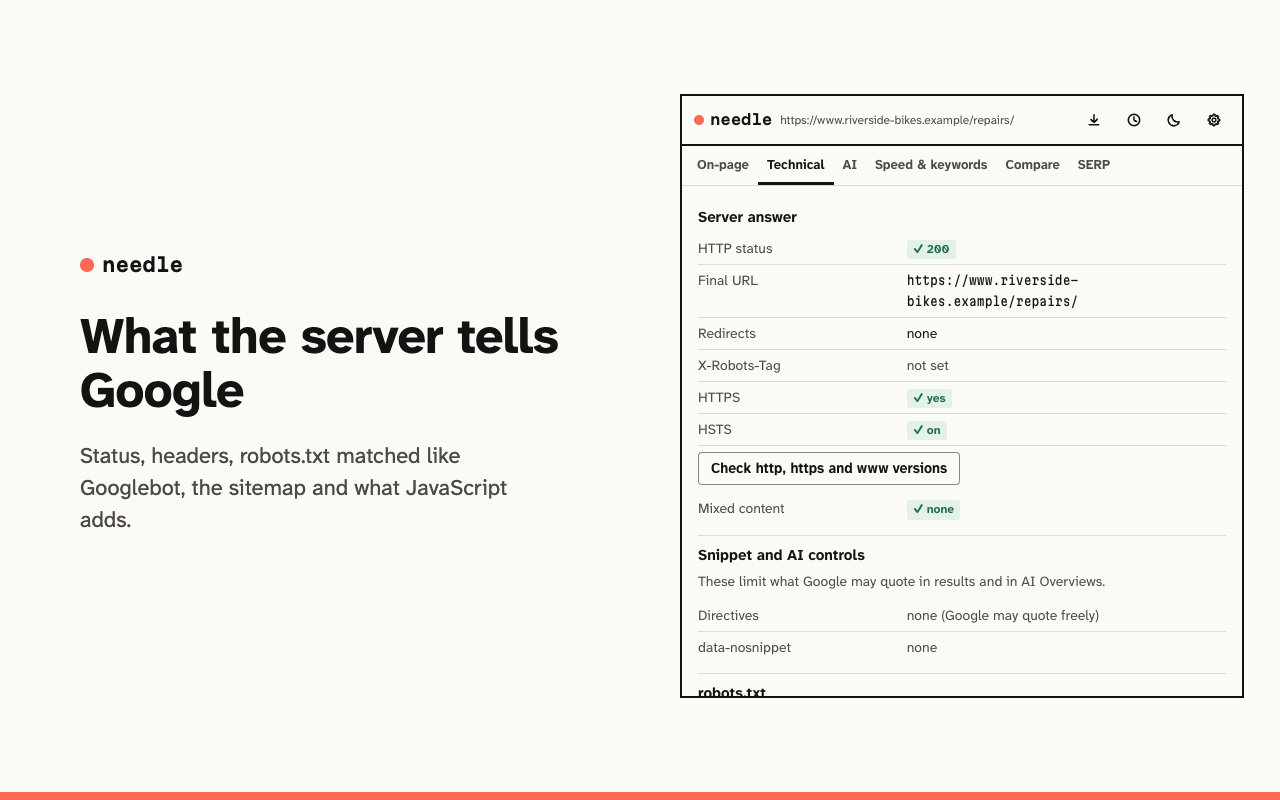 needle
What the server tells
Google
Status, headers, robots.txt matched like
Googlebot, the sitemap and what JavaScript
adds.
needle https://www.riverside-bikes.example/repairs/
On-page Technical AI Speed & keywords Compare SERP
Server answer
HTTP status 200
Final URL https://www.riverside-
bikes.example/repairs/
Redirects none
X-Robots-Tag not set
HTTPS yes
HSTS on
Check http, https and www versions
Mixed content none
Snippet and AI controls
These limit what Google may quote in results and in AI Overviews.
Directives none (Google may quote freely)
data-nosnippet none
robots.txt